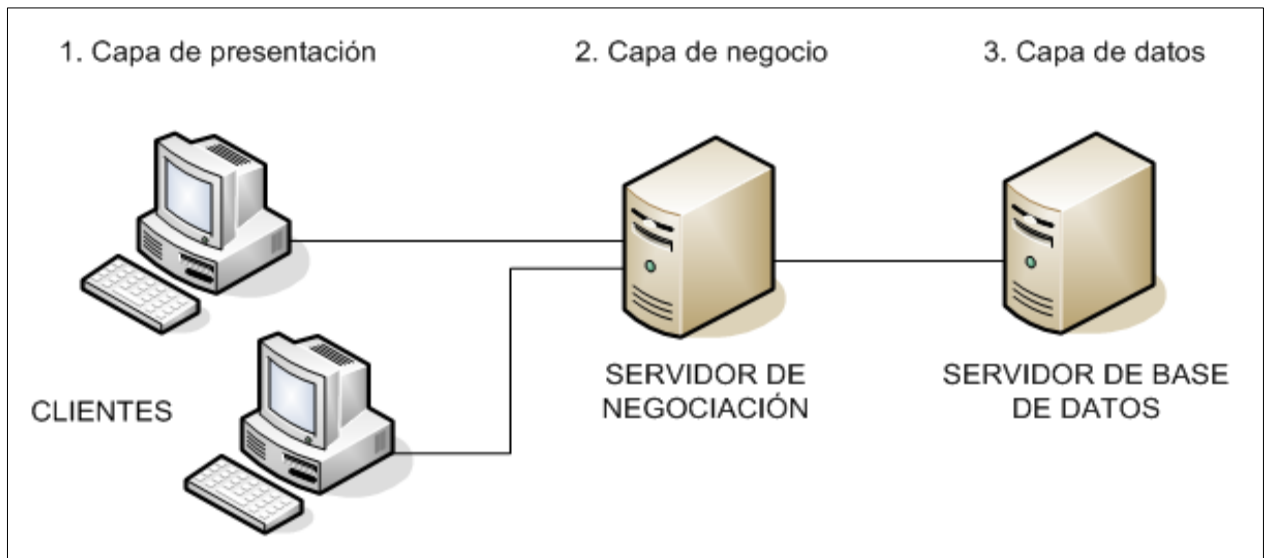 1. Capa de presentación
2. Capa de negocio
3. Capa de datos
CLIENTES
SERVIDOR DE
NEGOCIACIÓN
SERVIDOR DE BASE
DE DATOS